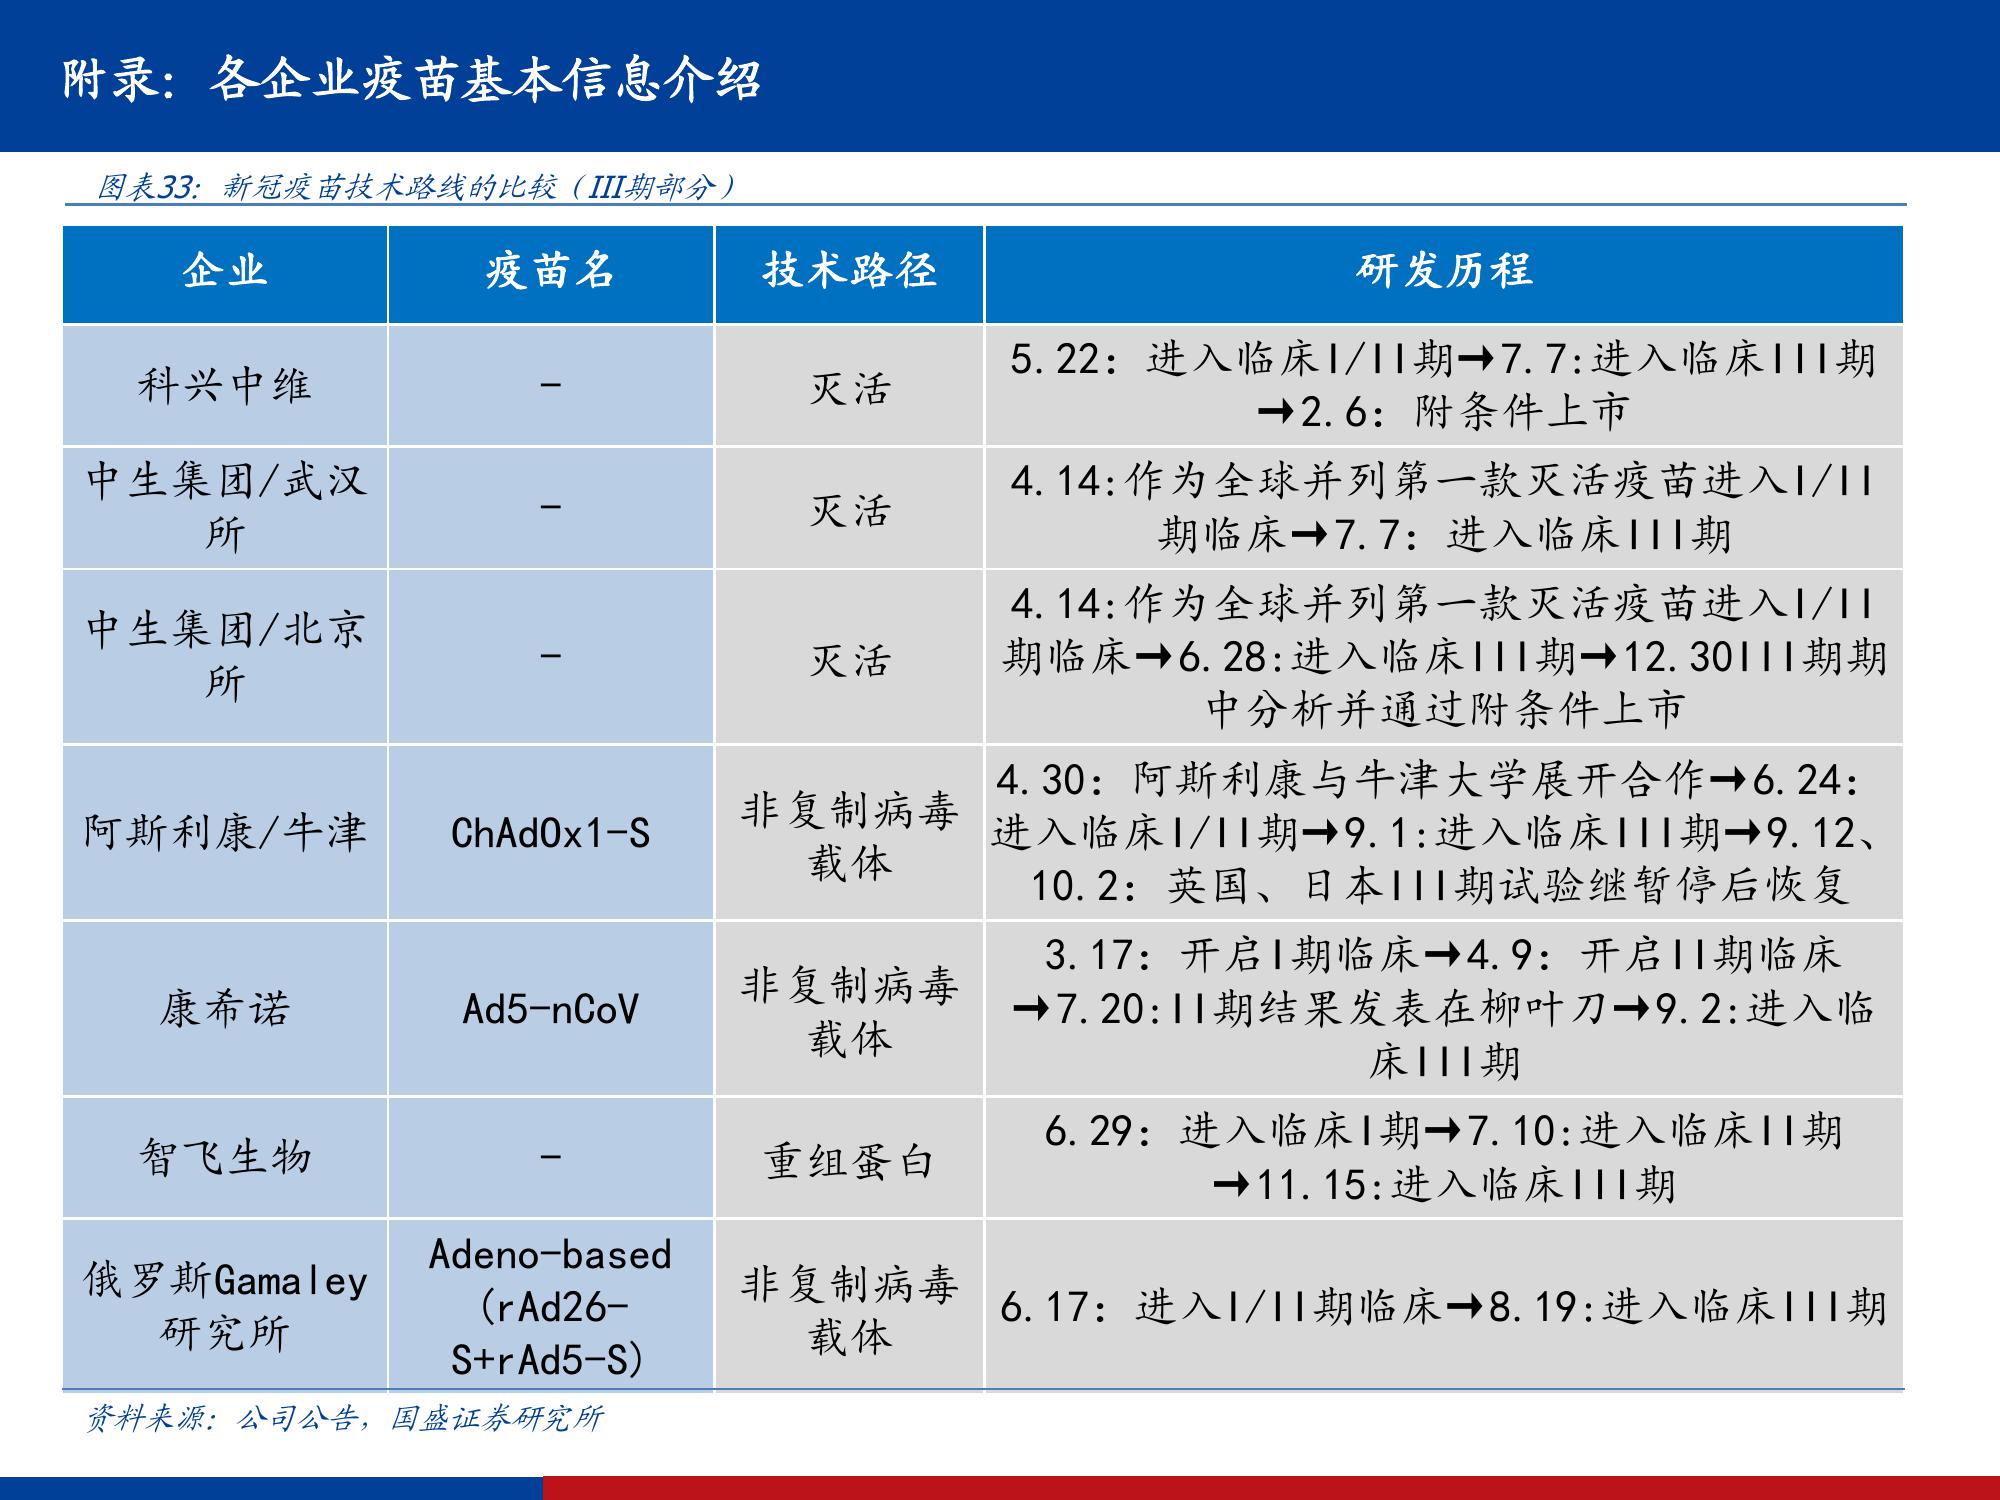 附录：各企业疫苗基本信息介绍
图表33：新冠疫苗技术路线的比较（III期部分）
企业
疫苗名
技术路径
研发历程
科兴中维
-
灭活
5.22：进入临床I/II期→7.7:进入临床III期
→2.6：附条件上市
中生集团/武汉
所
-
灭活
4.14:作为全球并列第一款灭活疫苗进入I/II
期临床→7.7：进入临床III期
中生集团/北京
所
-
灭活
4.14:作为全球并列第一款灭活疫苗进入I/II
期临床→6.28:进入临床III期→12.30III期期
中分析并通过附条件上市
阿斯利康/牛津
ChAdOx1-S
非复制病毒
载体
4.30：阿斯利康与牛津大学展开合作→6.24：
进入临床I/II期→9.1:进入临床III期→9.12、
10.2：英国、日本III期试验继暂停后恢复
康希诺
Ad5-nCoV
非复制病毒
载体
3.17：开启I期临床→4.9：开启II期临床
→7.20:II期结果发表在柳叶刀→9.2:进入临
床III期
智飞生物
-
重组蛋白
6.29：进入临床I期→7.10:进入临床II期
→11.15:进入临床III期
俄罗斯Gamaley
研究所
Adeno-based
(rAd26-
S+rAd5-S)
非复制病毒
载体
6.17：进入I/II期临床→8.19:进入临床III期
资料来源：公司公告，国盛证券研究所